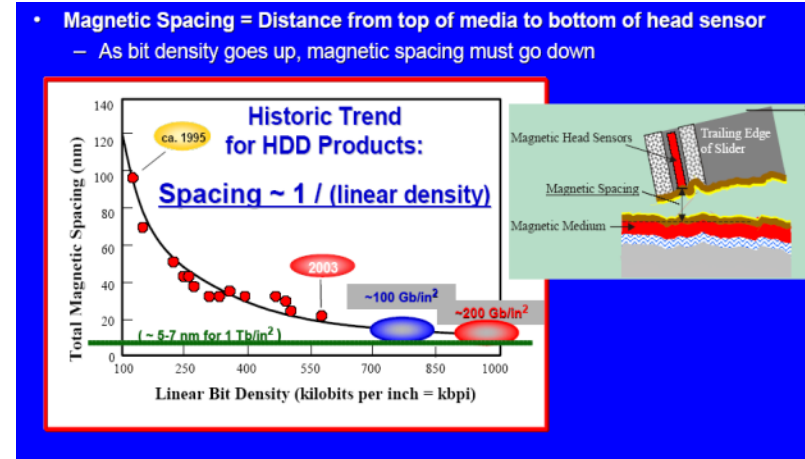 • Magnetic Spacing = Distance from top of media to bottom of head sensor
– As bit density goes up, magnetic spacing must go down
Historic Trend
for HDD Products:
Spacing ~ 1 / (linear density)
ca. 1995
2003
~100 Gb/in²
~200 Gb/in²
( ~ 5-7 nm for 1 Tb/in² )
Total Magnetic Spacing (nm)
140
120
100
80
60
40
20
0
100
250
400
550
700
850
1000
Linear Bit Density (kilobits per inch = kbpi)
Magnetic Head Sensors
Trailing Edge
of Slider
Magnetic Spacing
Magnetic Medium